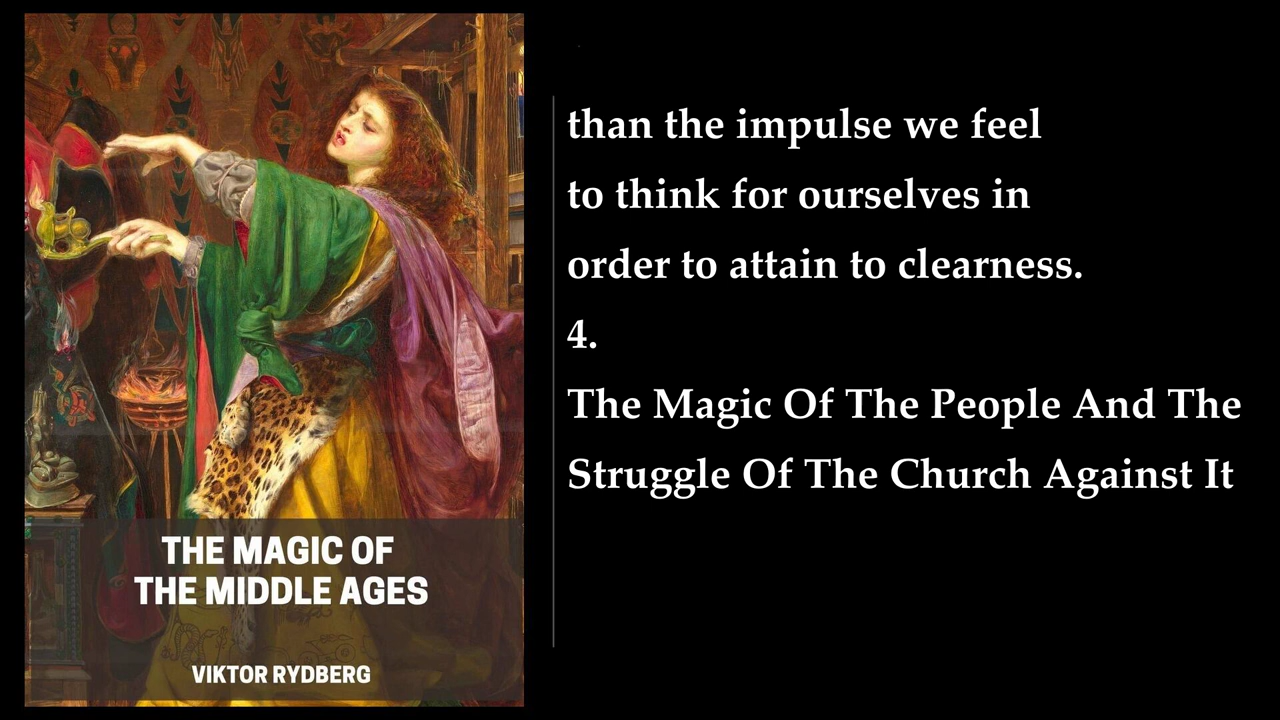 THE MAGIC OF
THE MIDDLE AGES
VIKTOR RYDBERG
than the impulse we feel
to think for ourselves in
order to attain to clearness.
4.
The Magic Of The People And The
Struggle Of The Church Against It